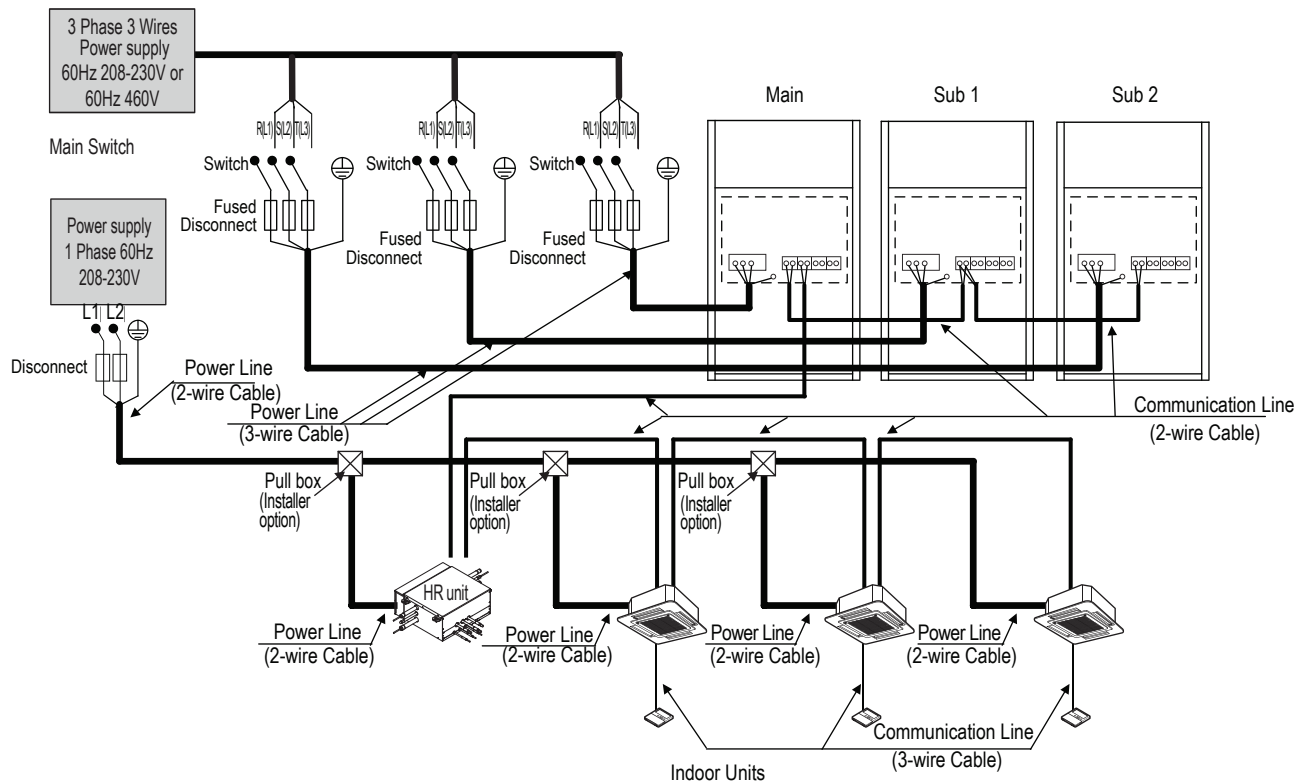 3 Phase 3 Wires
Power supply
60Hz 208-230V or
60Hz 460V
Main Switch
Main
Sub 1
Sub 2
R(L1) S(L2) T(L3)
R(L1) S(L2) T(L3)
R(L1) S(L2) T(L3)
Switch
Switch
Switch
Fused
Disconnect
Fused
Disconnect
Fused
Disconnect
Power supply
1 Phase 60Hz
208-230V
L1 L2
Disconnect
Power Line
(2-wire Cable)
Power Line
(3-wire Cable)
Communication Line
(2-wire Cable)
Pull box
(Installer
option)
Pull box
(Installer
option)
Pull box
(Installer
option)
HR unit
Power Line
(2-wire Cable)
Power Line
(2-wire Cable)
Power Line
(2-wire Cable)
Power Line
(2-wire Cable)
Communication Line
(3-wire Cable)
Indoor Units